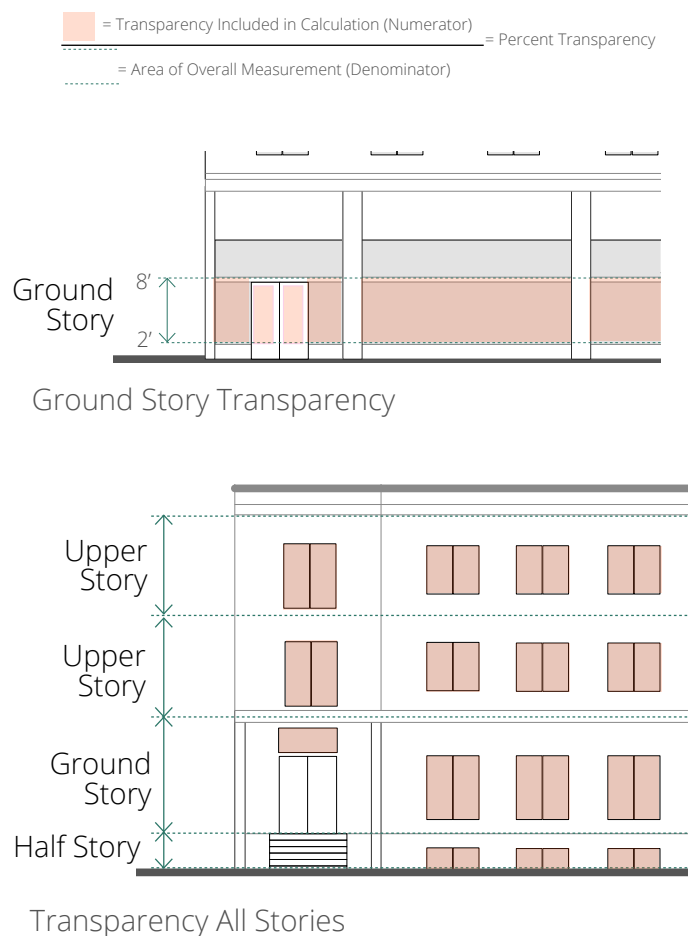 = Transparency Included in Calculation (Numerator)
= Percent Transparency
= Area of Overall Measurement (Denominator)
8’
Ground
Story
2’
Ground Story Transparency
Upper
Story
Upper
Story
Ground
Story
Half Story
Transparency All Stories